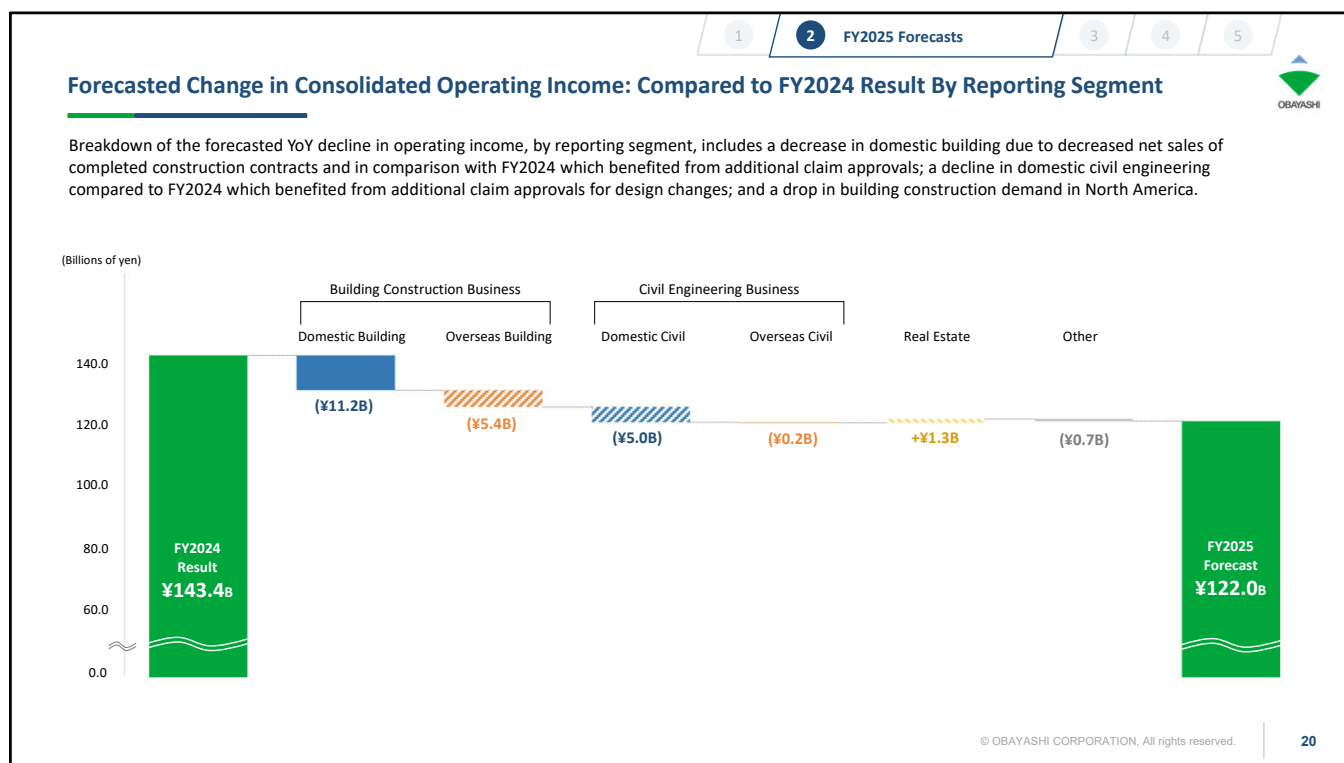 1 2 FY2025 Forecasts 3 4 5
Forecasted Change in Consolidated Operating Income: Compared to FY2024 Result By Reporting Segment
OBAYASHI
Breakdown of the forecasted YoY decline in operating income, by reporting segment, includes a decrease in domestic building due to decreased net sales of
completed construction contracts and in comparison with FY2024 which benefited from additional claim approvals; a decline in domestic civil engineering
compared to FY2024 which benefited from additional claim approvals for design changes; and a drop in building construction demand in North America.
(Billions of yen)
Building Construction Business
Civil Engineering Business
Domestic Building
Overseas Building
Domestic Civil
Overseas Civil
Real Estate
Other
140.0
120.0
100.0
80.0
60.0
0.0
(¥11.2B)
(¥5.4B)
(¥5.0B)
(¥0.2B)
+¥1.3B
(¥0.7B)
FY2024
Result
¥143.4B
FY2025
Forecast
¥122.0B
© OBAYASHI CORPORATION, All rights reserved.
20